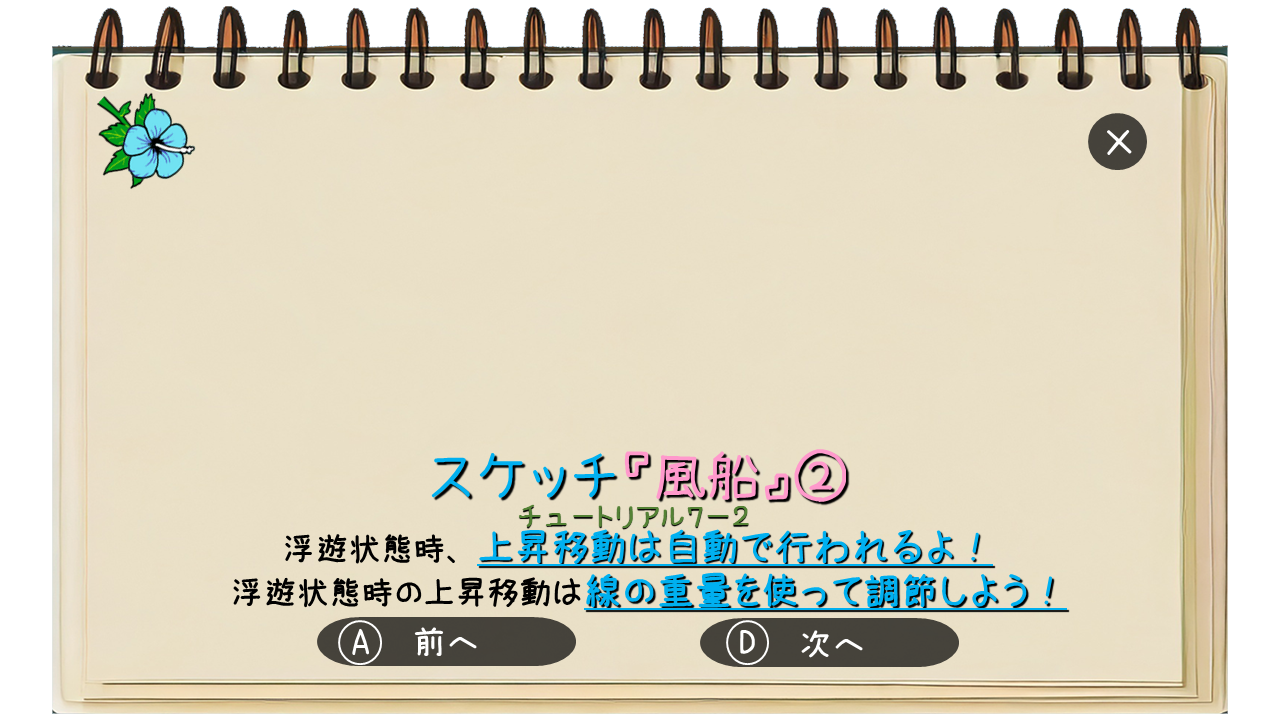 スケッチ『風船』②
チュートリアル7ー2
浮遊状態時、上昇移動は自動で行われるよ！
浮遊状態時の上昇移動は線の重量を使って調節しよう！
Ⓐ 前へ
Ⓓ 次へ